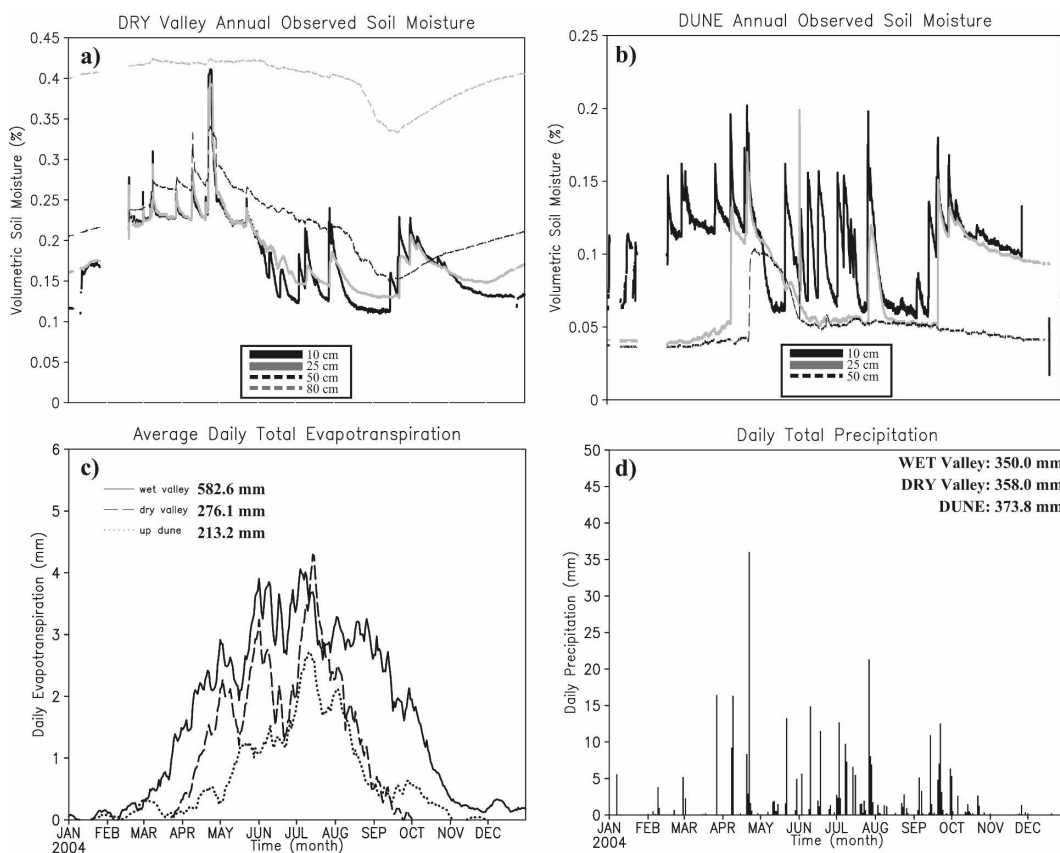 DRY Valley Annual Observed Soil Moisture
a)
Volumetric Soil Moisture (%)
0.45
0.4
0.35
0.3
0.25
0.2
0.15
0.1
0.05
0
10 cm
25 cm
50 cm
80 cm
DUNE Annual Observed Soil Moisture
b)
Volumetric Soil Moisture (%)
0.25
0.2
0.15
0.1
0.05
0
10 cm
25 cm
50 cm
Average Daily Total Evapotranspiration
c)
Daily Evapotranspiration (mm)
6
5
4
3
2
1
0
wet valley 582.6 mm
dry valley 276.1 mm
up dune 213.2 mm
JAN FEB MAR APR MAY JUN JUL AUG SEP OCT NOV DEC
2004
Time (month)
Daily Total Precipitation
d)
WET Valley: 350.0 mm
DRY Valley: 358.0 mm
DUNE: 373.8 mm
Daily Precipitation (mm)
50
45
40
35
30
25
20
15
10
5
0
JAN FEB MAR APR MAY JUN JUL AUG SEP OCT NOV DEC
2004
Time (month)